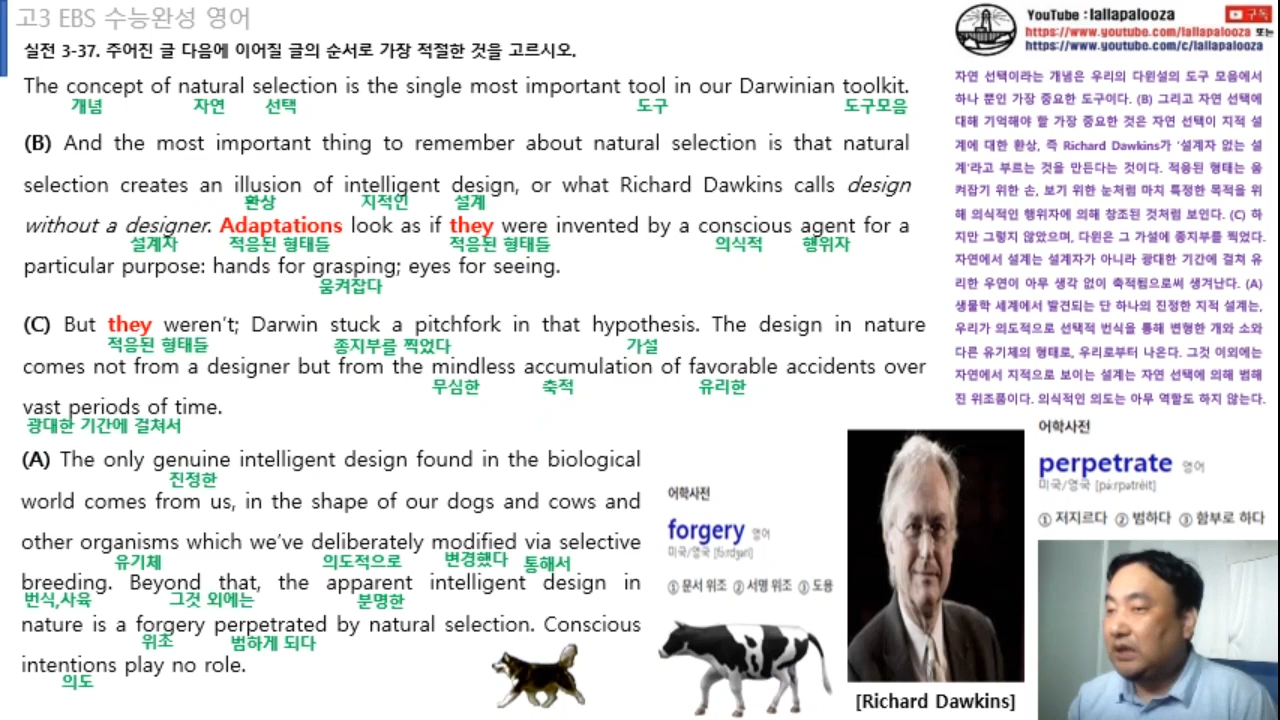 고3 EBS 수능완성 영어
실전 3-37. 주어진 글 다음에 이어질 글의 순서로 가장 적절한 것을 고르시오.
The concept of natural selection is the single most important tool in our Darwinian toolkit.
개념 자연 선택 도구 도구모음
(B) And the most important thing to remember about natural selection is that natural
selection creates an illusion of intelligent design, or what Richard Dawkins calls design
환상 지적인 설계
without a designer. Adaptations look as if they were invented by a conscious agent for a
설계자 적응된 형태들 적응된 형태들 의식적 행위자
particular purpose: hands for grasping; eyes for seeing.
움켜잡다
(C) But they weren't; Darwin stuck a pitchfork in that hypothesis. The design in nature
적응된 형태들 종지부를 찍었다 가설
comes not from a designer but from the mindless accumulation of favorable accidents over
무심한 축적 유리한
vast periods of time.
광대한 기간에 걸쳐서
(A) The only genuine intelligent design found in the biological
진정한
world comes from us, in the shape of our dogs and cows and
other organisms which we've deliberately modified via selective
유기체 의도적으로 변경했다 통해서
breeding. Beyond that, the apparent intelligent design in
번식,사육 그것 외에는 분명한
nature is a forgery perpetrated by natural selection. Conscious
위조 범하게 되다
intentions play no role.
의도
YouTube : lallapalooza 구독
https://www.youtube.com/lallapalooza 또는
https://www.youtube.com/c/lallapalooza
자연 선택이라는 개념은 우리의 다윈설의 도구 모음에서
하나 뿐인 가장 중요한 도구이다. (B) 그리고 자연 선택에
대해 기억해야 할 가장 중요한 것은 자연 선택이 지적 설
계에 대한 환상, 즉 Richard Dawkins가 '설계자 없는 설
계'라고 부르는 것을 만든다는 것이다. 적응된 형태는 움
켜잡기 위한 손, 보기 위한 눈처럼 마치 특정한 목적을 위
해 의식적인 행위자에 의해 창조된 것처럼 보인다. (C) 하
지만 그렇지 않았으며, 다윈은 그 가설에 종지부를 찍었다.
자연에서 설계는 설계자가 아니라 광대한 기간에 걸쳐 유
리한 우연이 아무 생각 없이 축적됨으로써 생겨난다. (A)
생물학 세계에서 발견되는 단 하나의 진정한 지적 설계는,
우리가 의도적으로 선택적 번식을 통해 변형한 개와 소와
다른 유기체의 형태로, 우리로부터 나온다. 그것 이외에는
자연에서 지적으로 보이는 설계는 자연 선택에 의해 범해
진 위조품이다. 의식적인 의도는 아무 역할도 하지 않는다.
어학사전
forgery 영어
미국/영국 [fɔ:rdʒəri]
① 문서 위조 ② 서명 위조 ③ 도용
[Richard Dawkins]
어학사전
perpetrate 영어
미국/영국 [pə:rpətrèit]
① 저지르다 ② 범하다 ③ 함부로 하다